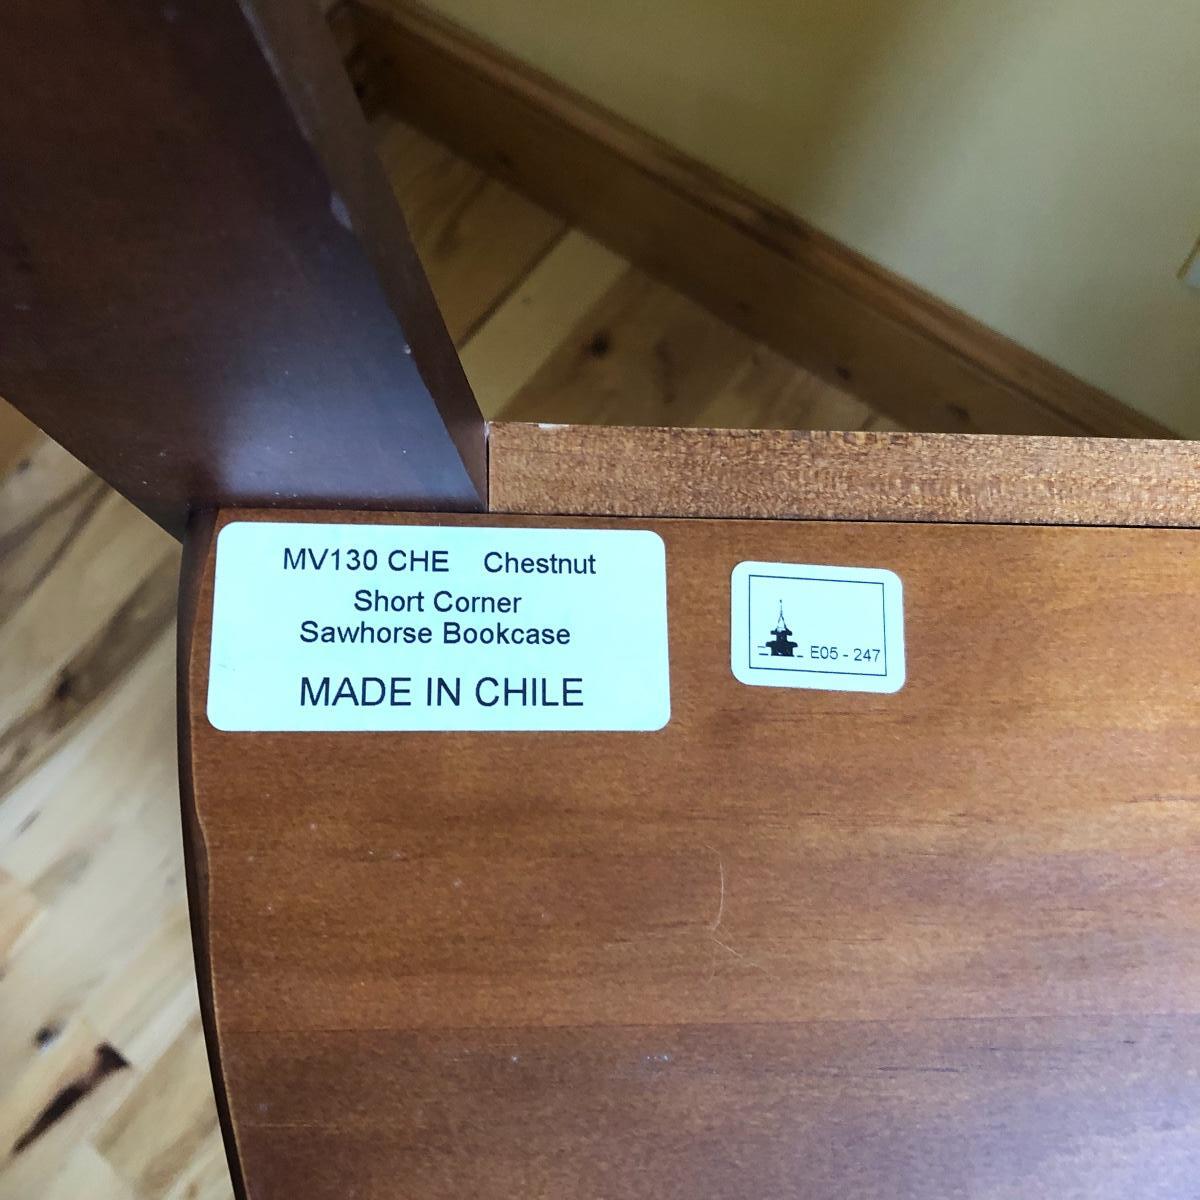 MV130 CHE Chestnut
Short Corner
Sawhorse Bookcase
MADE IN CHILE
E05 - 247